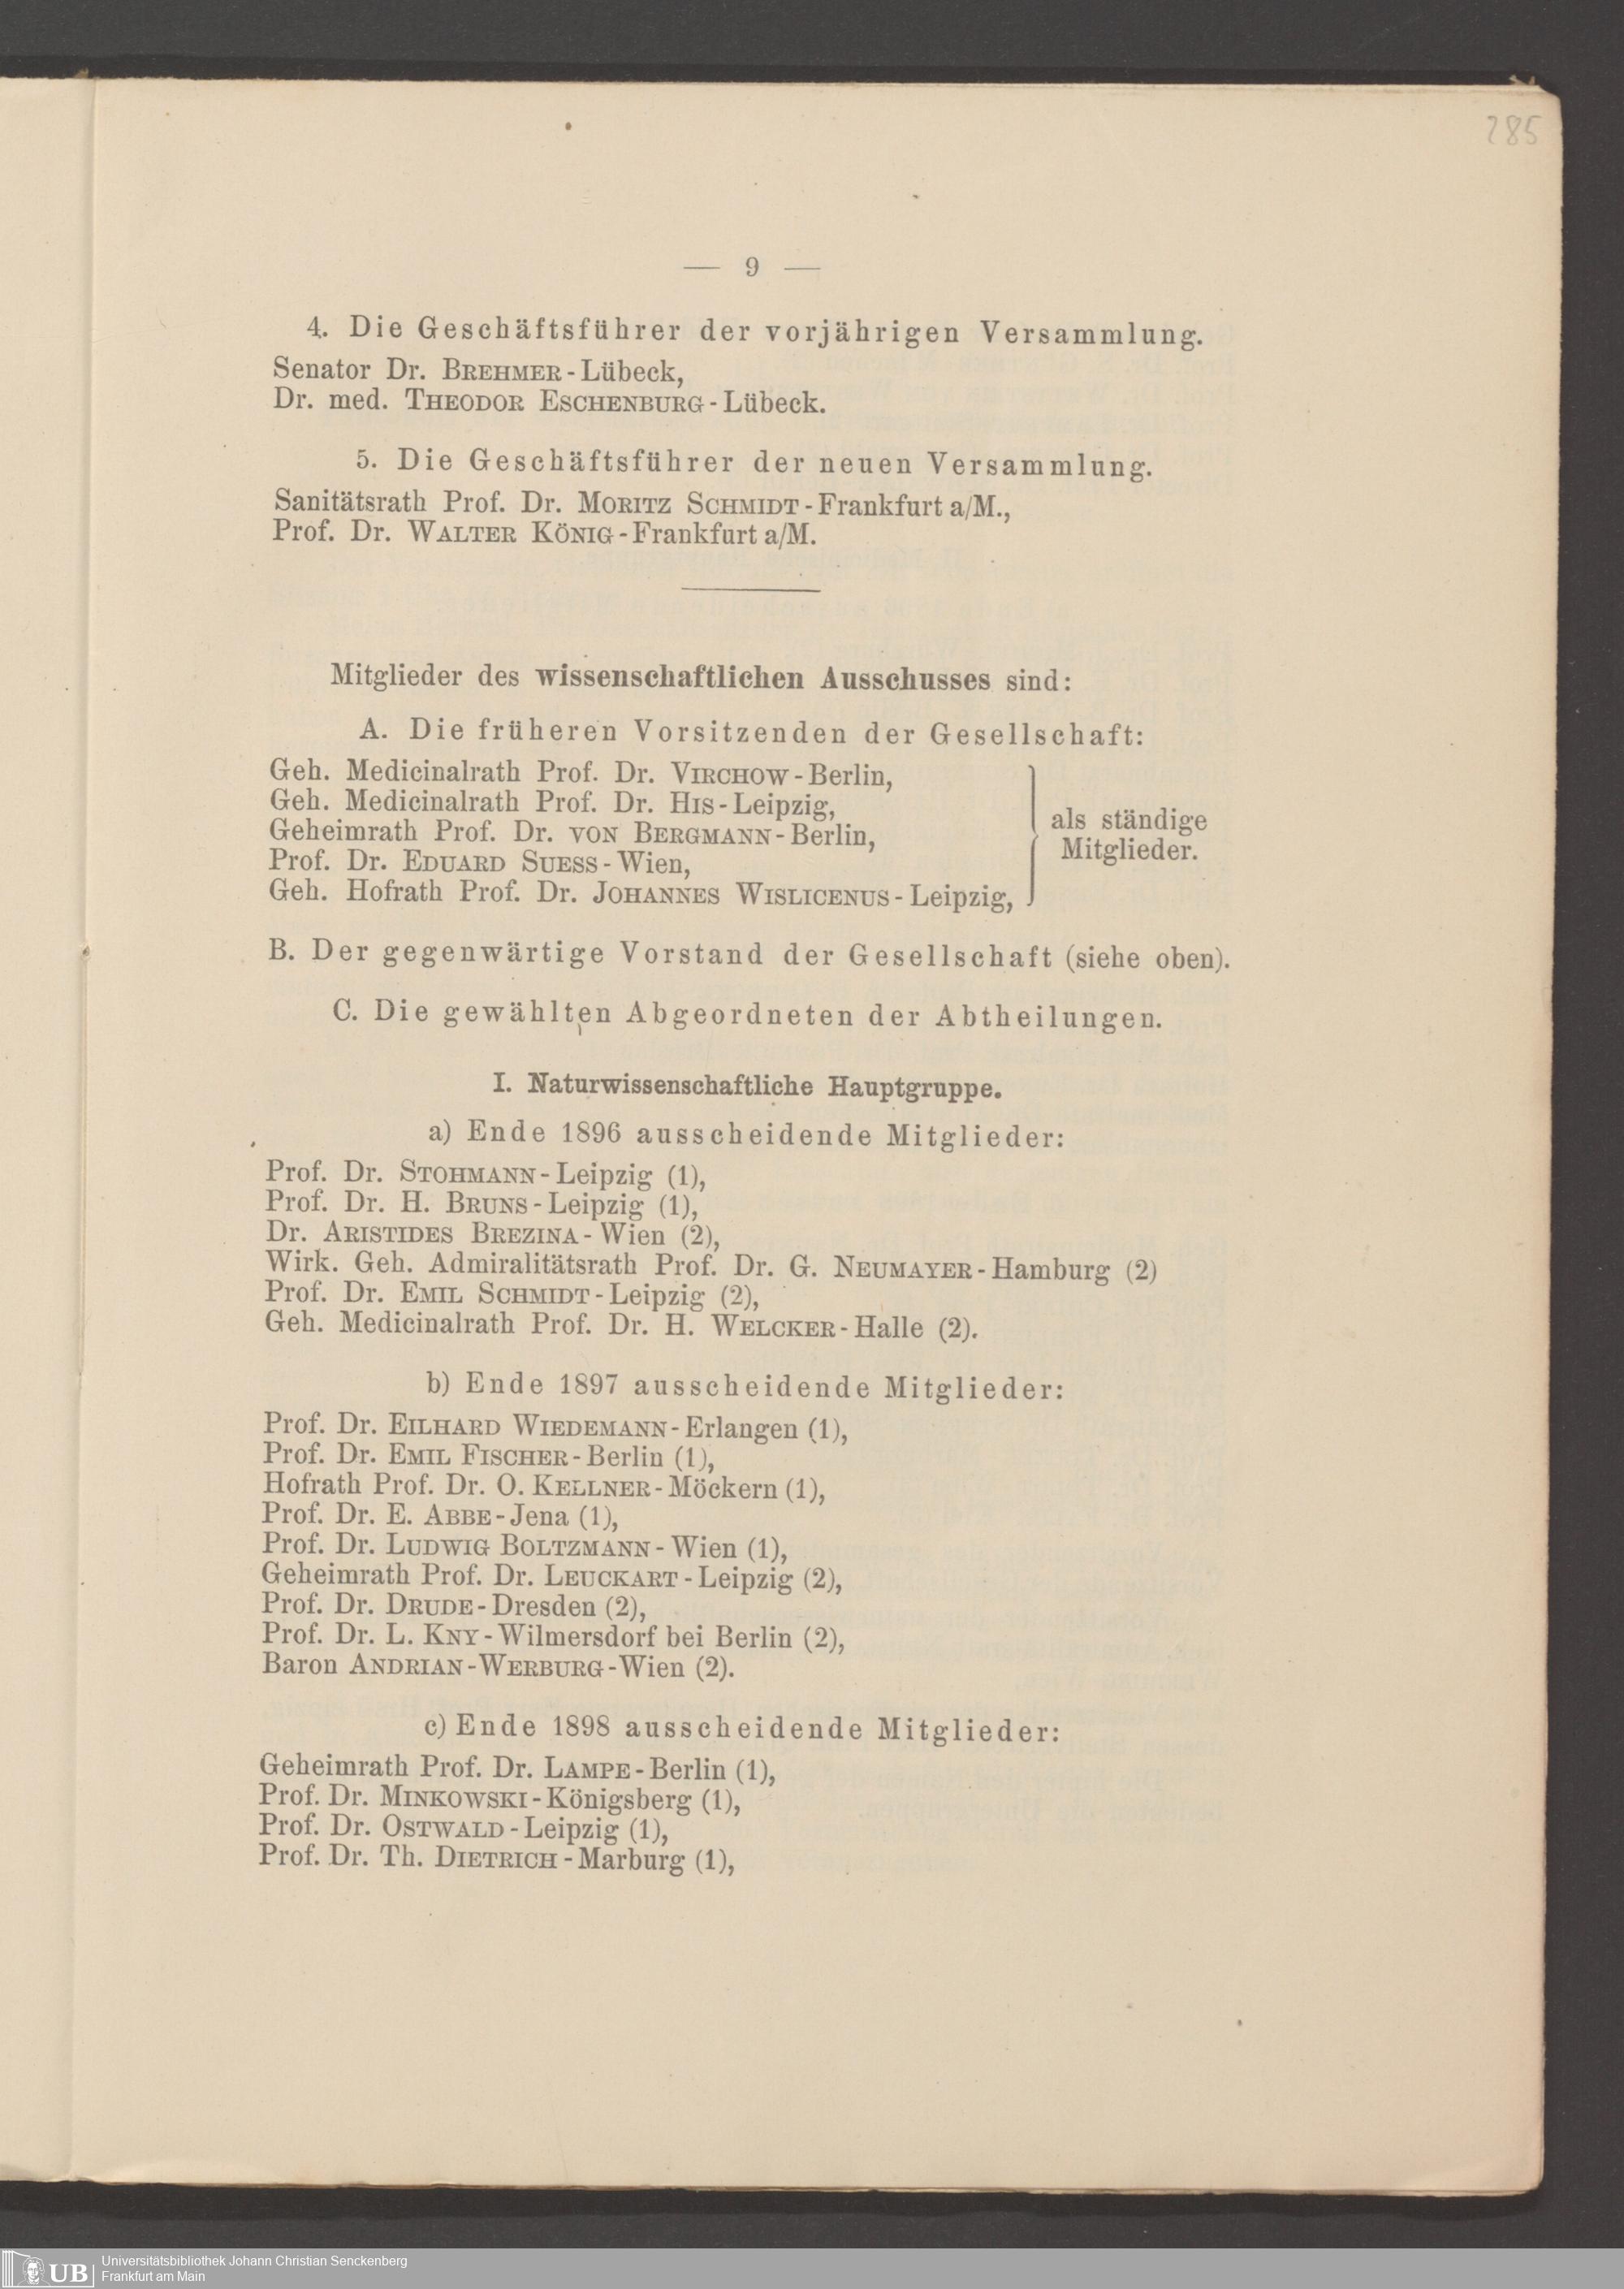 285
— 9 —
4. Die Geschäftsführer der vorjährigen Versammlung.
Senator Dr. BREHMER-Lübeck,
Dr. med. THEODOR ESCHENBURG-Lübeck.
5. Die Geschäftsführer der neuen Versammlung.
Sanitätsrath Prof. Dr. MORITZ SCHMIDT-Frankfurt a/M.,
Prof. Dr. WALTER KÖNIG-Frankfurt a/M.
Mitglieder des wissenschaftlichen Ausschusses sind:
A. Die früheren Vorsitzenden der Gesellschaft:
Geh. Medicinalrath Prof. Dr. VIRCHOW-Berlin,
Geh. Medicinalrath Prof. Dr. HIS-Leipzig,
Geheimrath Prof. Dr. VON BERGMANN-Berlin,
Prof. Dr. EDUARD SUESS-Wien,
Geh. Hofrath Prof. Dr. JOHANNES WISLICENUS-Leipzig,
als ständige
Mitglieder.
B. Der gegenwärtige Vorstand der Gesellschaft (siehe oben).
C. Die gewählten Abgeordneten der Abtheilungen.
I. Naturwissenschaftliche Hauptgruppe.
a) Ende 1896 ausscheidende Mitglieder:
Prof. Dr. STOHMANN-Leipzig (1),
Prof. Dr. H. BRUNS-Leipzig (1),
Dr. ARISTIDES BREZINA-Wien (2),
Wirk. Geh. Admiralitätsrath Prof. Dr. G. NEUMAYER-Hamburg (2)
Prof. Dr. EMIL SCHMIDT-Leipzig (2),
Geh. Medicinalrath Prof. Dr. H. WELCKER-Halle (2).
b) Ende 1897 ausscheidende Mitglieder:
Prof. Dr. EILHARD WIEDEMANN-Erlangen (1),
Prof. Dr. EMIL FISCHER-Berlin (1),
Hofrath Prof. Dr. O. KELLNER-Möckern (1),
Prof. Dr. E. ABBE-Jena (1),
Prof. Dr. LUDWIG BOLTZMANN-Wien (1),
Geheimrath Prof. Dr. LEUCKART-Leipzig (2),
Prof. Dr. DRUDE-Dresden (2),
Prof. Dr. L. KNY-Wilmersdorf bei Berlin (2),
Baron ANDRIAN-WERBURG-Wien (2).
c) Ende 1898 ausscheidende Mitglieder:
Geheimrath Prof. Dr. LAMPE-Berlin (1),
Prof. Dr. MINKOWSKI-Königsberg (1),
Prof. Dr. OSTWALD-Leipzig (1),
Prof. Dr. Th. DIETRICH-Marburg (1),
UB
Universitätsbibliothek Johann Christian Senckenberg
Frankfurt am Main